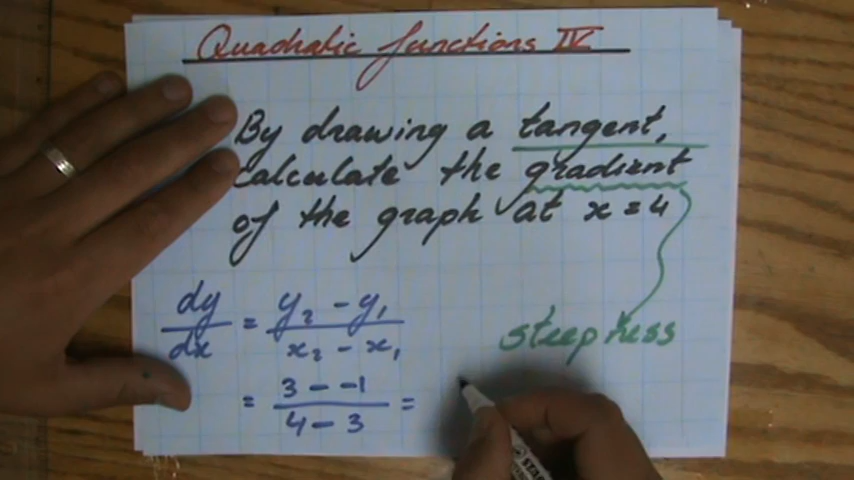 Quadratic functions IV
By drawing a tangent,
calculate the gradient
of the graph at x = 4
dy/dx = y₂ - y₁ / x₂ - x₁
steepness
= 3 - -1 / 4 - 3 =